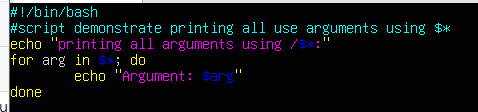 #!/bin/bash
#script demonstrate printing all use arguments using $*
echo "printing all arguments using /$*:"
for arg in $*; do
echo "Argument: $arg"
done
u